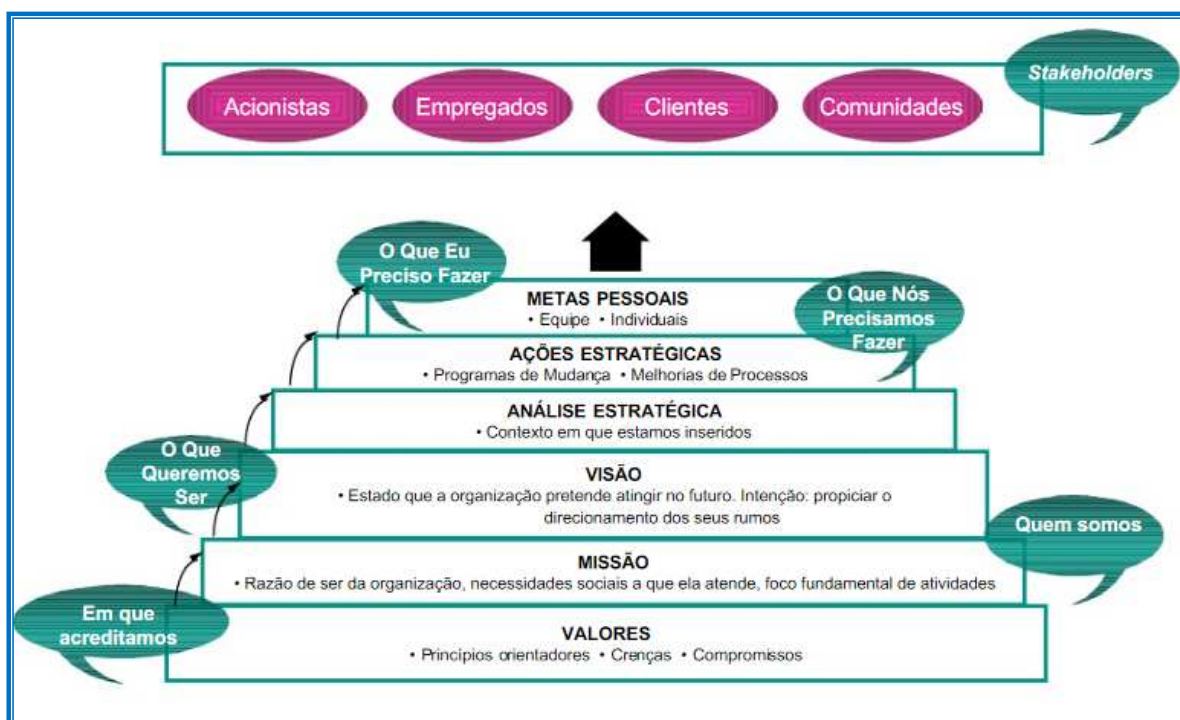 Stakeholders
Acionistas
Empregados
Clientes
Comunidades
O Que Eu
Preciso Fazer
METAS PESSOAIS
• Equipe • Individuais
O Que Nós
Precisamos
Fazer
AÇÕES ESTRATÉGICAS
• Programas de Mudança • Melhorias de Processos
ANÁLISE ESTRATÉGICA
• Contexto em que estamos inseridos
O Que
Queremos
Ser
VISÃO
• Estado que a organização pretende atingir no futuro. Intenção: propiciar o
direcionamento dos seus rumos
Quem somos
MISSÃO
• Razão de ser da organização, necessidades sociais a que ela atende, foco fundamental de atividades
Em que
acreditamos
VALORES
• Princípios orientadores • Crenças • Compromissos